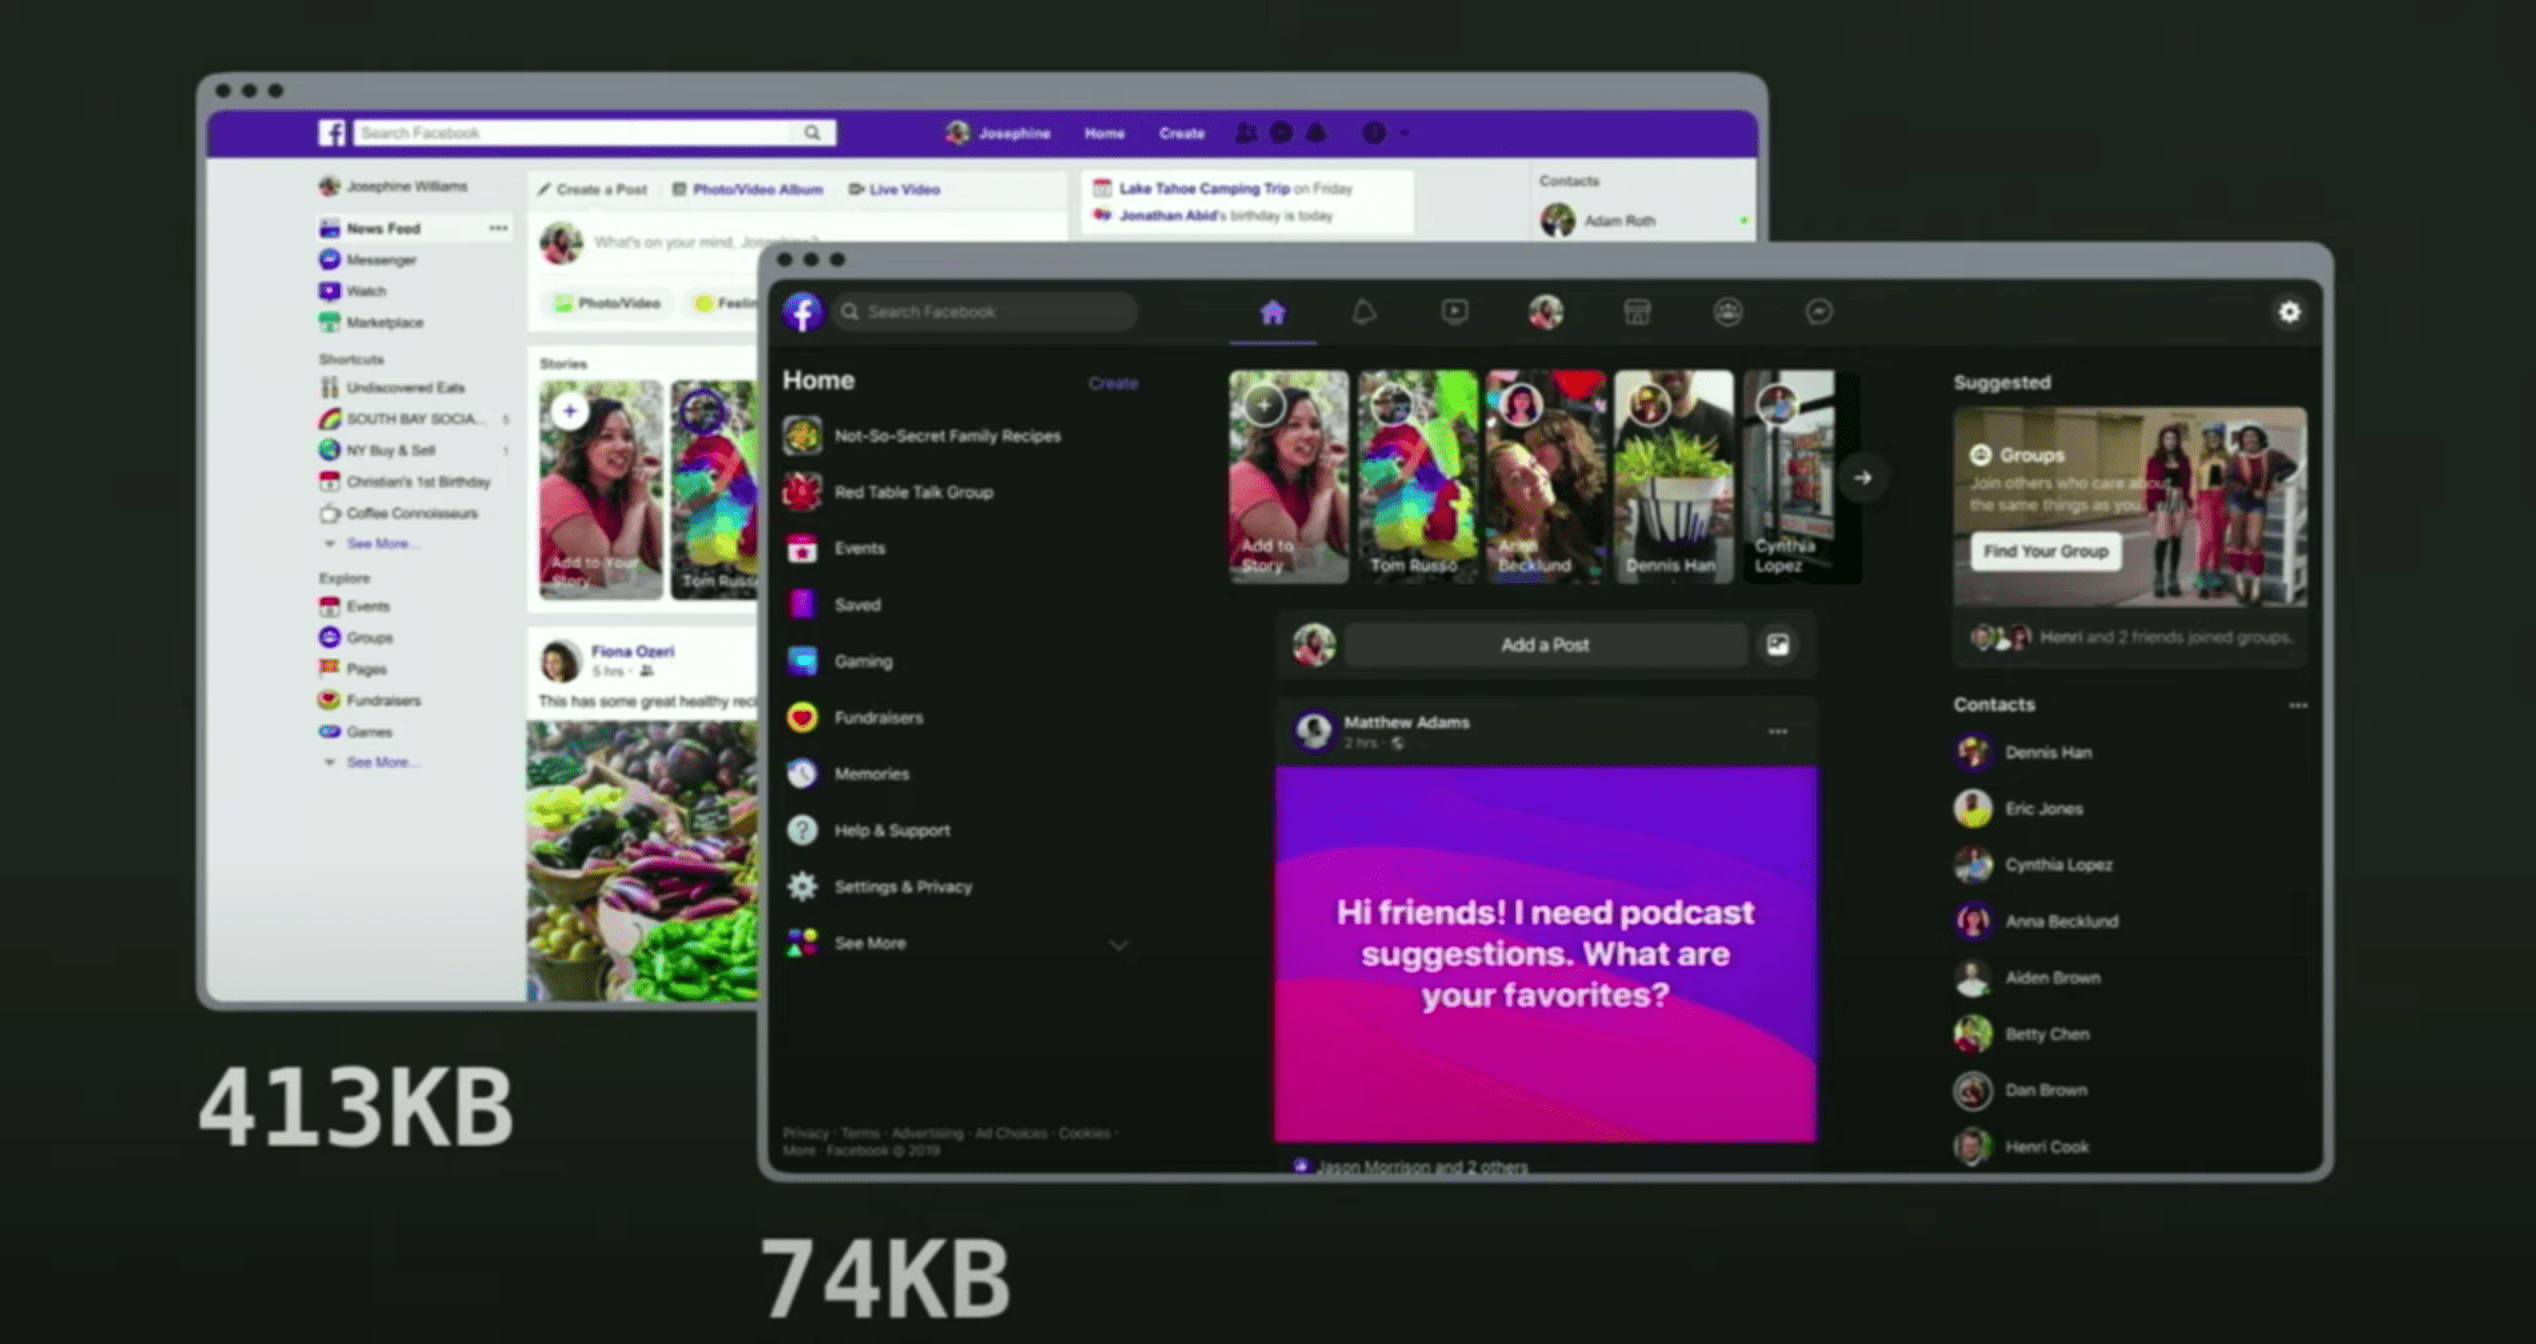 Search Facebook
Josephine
Home
Create
Josephine Williams
News Feed
Messenger
Watch
Marketplace
Shortcuts
Undiscovered Eats
SOUTH BAY SOCIA... 5
NY Buy & Sell 1
Christian's 1st Birthday
Coffee Connoisseurs
See More...
Explore
Events
Groups
Pages
Fundraisers
Games
See More...
Create a Post
Photo/Video Album
Live Video
What's on your mind, Josephine?
Photo/Video
Feelin
Stories
Add to Your
Story
Tom Russo
Fiona Ozeri
5 hrs ·
This has some great healthy reci
Lake Tahoe Camping Trip on Friday
Jonathan Abid's birthday is today
Contacts
Adam Roth
413KB
Search Facebook
Home
Create
Not-So-Secret Family Recipes
Red Table Talk Group
Events
Saved
Gaming
Fundraisers
Memories
Help & Support
Settings & Privacy
See More
Privacy · Terms · Advertising · Ad Choices · Cookies ·
More · Facebook © 2019
Add to
Story
Tom Russo
Anna
Becklund
Dennis Han
Cynthia
Lopez
Add a Post
Matthew Adams
2 hrs ·
Hi friends! I need podcast
suggestions. What are
your favorites?
Jason Morrison and 2 others
Suggested
Groups
Join others who care about
the same things as you.
Find Your Group
Henri and 2 friends joined groups.
Contacts
Dennis Han
Eric Jones
Cynthia Lopez
Anna Becklund
Aiden Brown
Betty Chen
Dan Brown
Henri Cook
74KB